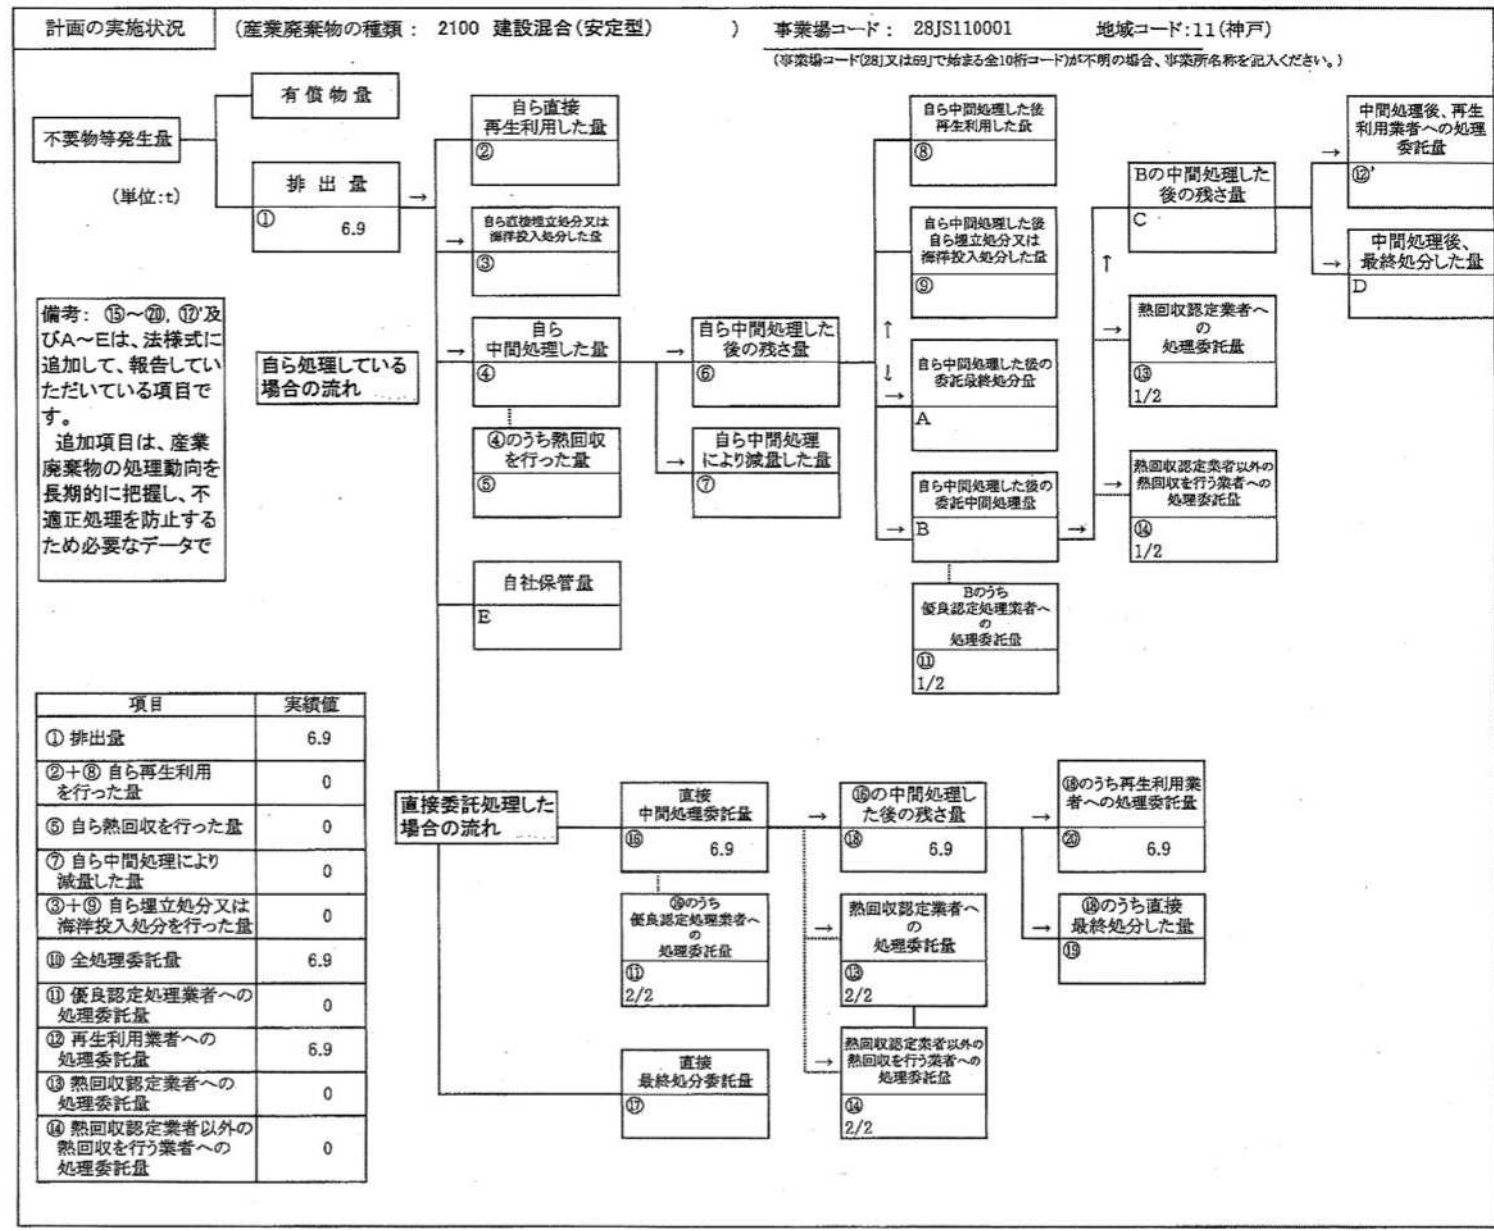 計画の実施状況
(産業廃棄物の種類： 2100 建設混合(安定型) )
事業場コード： 28JS110001
地域コード:11(神戸)
(事業場コード「28」又は69」で始まる全10桁コード)が不明の場合、事業所名称を記入ください。)
不要物等発生量
(単位:t)
有償物量
排出量
① 6.9
→
備考： ⑮～⑳, ⑫'及
びA～Eは、法様式に
追加して、報告してい
ただいている項目で
す。
追加項目は、産業
廃棄物の処理動向を
長期的に把握し、不
適正処理を防止する
ため必要なデータで
自ら処理している
場合の流れ
自ら直接
再生利用した量
②
→
自ら直接埋立処分又は
海洋投入処分した量
③
→
自ら
中間処理した量
④
④のうち熱回収
を行った量
⑤
自社保管量
E
→
自ら中間処理した
後の残さ量
⑥
→
自ら中間処理
により減量した量
⑦
自ら中間処理した後
再生利用した量
⑧
自ら中間処理した後
自ら埋立処分又は
海洋投入処分した量
⑨
↑
↓
→
自ら中間処理した後の
委託最終処分量
A
→
自ら中間処理した後の
委託中間処理量
B
Bのうち
優良認定処理業者へ
の
処理委託量
⑪
1/2
→
→
Bの中間処理した
後の残さ量
C
↑
→
熱回収認定業者へ
の
処理委託量
⑬
1/2
→
熱回収認定業者以外の
熱回収を行う業者への
処理委託量
⑭
1/2
→
中間処理後、再生
利用業者への処理
委託量
⑫'
→
中間処理後、
最終処分した量
D
項目 実績値
① 排出量 6.9
②＋⑧ 自ら再生利用
を行った量 0
⑤ 自ら熱回収を行った量 0
⑦ 自ら中間処理により
減量した量 0
③＋⑨ 自ら埋立処分又は
海洋投入処分を行った量 0
⑩ 全処理委託量 6.9
⑪ 優良認定処理業者への
処理委託量 0
⑫ 再生利用業者への
処理委託量 6.9
⑬ 熱回収認定業者への
処理委託量 0
⑭ 熱回収認定業者以外の
熱回収を行う業者への
処理委託量 0
直接委託処理した
場合の流れ
直接
中間処理委託量
⑯ 6.9
⑯のうち
優良認定処理業者へ
の
処理委託量
⑪
2/2
直接
最終処分委託量
⑰
→
⑯の中間処理し
た後の残さ量
⑱ 6.9
→
熱回収認定業者へ
の
処理委託量
⑬
2/2
→
熱回収認定業者以外の
熱回収を行う業者への
処理委託量
⑭
2/2
→
⑱のうち再生利用業
者への処理委託量
⑳ 6.9
→
⑱のうち直接
最終処分した量
⑲